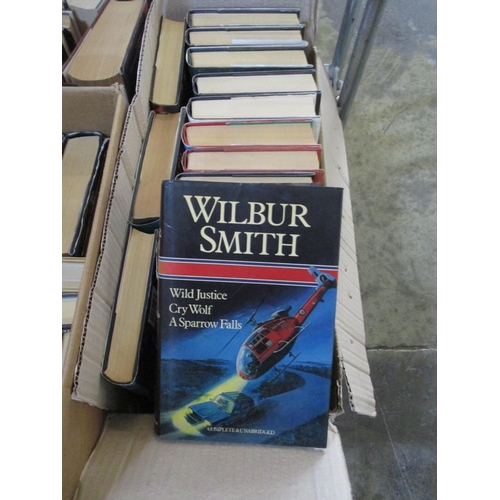 WILBUR
SMITH
Wild Justice
Cry Wolf
A Sparrow Falls
COMPLETE & UNABRIDGED